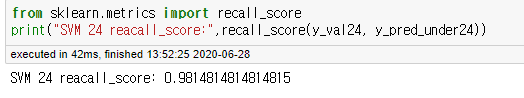 from sklearn.metrics import recall_score
print("SVM 24 reacall_score:",recall_score(y_val24, y_pred_under24))
executed in 42ms, finished 13:52:25 2020-06-28
SVM 24 reacall_score: 0.9814814814814815